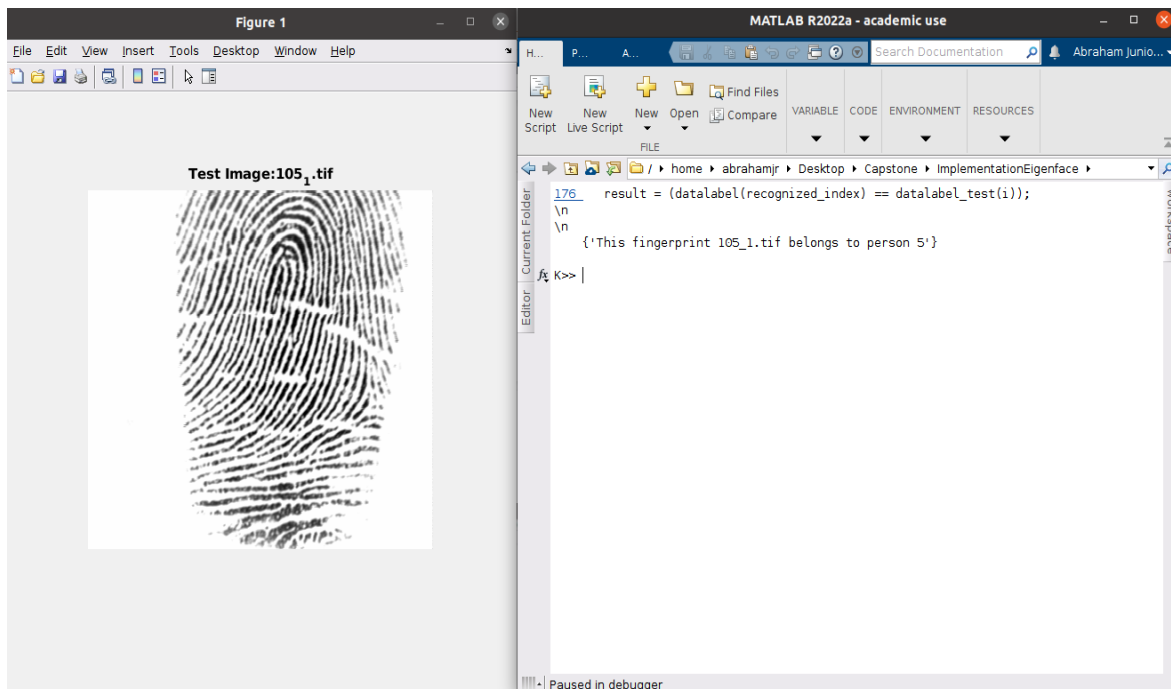 Figure 1
File Edit View Insert Tools Desktop Window Help
Test Image:105_1.tif
MATLAB R2022a - academic use
H... P... A... Search Documentation Abraham Junio...
New Script
New Live Script
New
Open
Find Files
Compare
FILE
VARIABLE
CODE
ENVIRONMENT
RESOURCES
/ home abrahamjr Desktop Capstone ImplementationEigenface
Current Folder
Editor
176 result = (datalabel(recognized_index) == datalabel_test(i));
\n
\n
{'This fingerprint 105_1.tif belongs to person 5'}
fx K>>
Paused in debugger